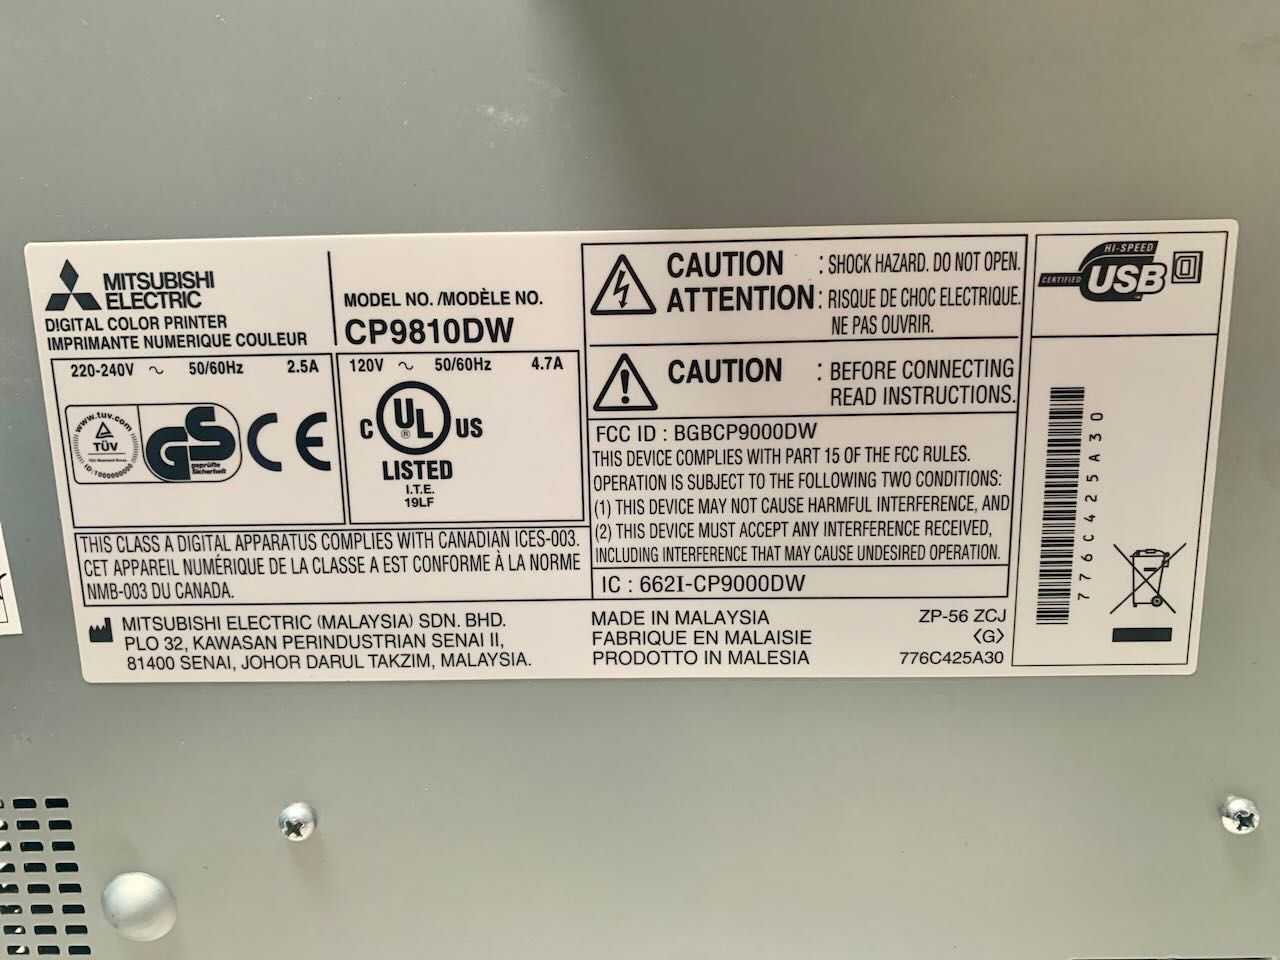 MITSUBISHI
ELECTRIC
DIGITAL COLOR PRINTER
IMPRIMANTE NUMERIQUE COULEUR
MODEL NO. /MODÈLE NO.
CP9810DW
220-240V ~ 50/60Hz 2.5A
www.tuv.com
TÜV
ID:1000000000
GS
geprüfte
Sicherheit
CE
120V ~ 50/60Hz 4.7A
C UL US
®
LISTED
I.T.E.
19LF
THIS CLASS A DIGITAL APPARATUS COMPLIES WITH CANADIAN ICES-003.
CET APPAREIL NUMÉRIQUE DE LA CLASSE A EST CONFORME À LA NORME
NMB-003 DU CANADA.
MITSUBISHI ELECTRIC (MALAYSIA) SDN. BHD.
PLO 32, KAWASAN PERINDUSTRIAN SENAI II,
81400 SENAI, JOHOR DARUL TAKZIM, MALAYSIA.
CAUTION : SHOCK HAZARD. DO NOT OPEN.
ATTENTION : RISQUE DE CHOC ELECTRIQUE.
NE PAS OUVRIR.
CAUTION : BEFORE CONNECTING
READ INSTRUCTIONS.
FCC ID : BGBCP9000DW
THIS DEVICE COMPLIES WITH PART 15 OF THE FCC RULES.
OPERATION IS SUBJECT TO THE FOLLOWING TWO CONDITIONS:
(1) THIS DEVICE MAY NOT CAUSE HARMFUL INTERFERENCE, AND
(2) THIS DEVICE MUST ACCEPT ANY INTERFERENCE RECEIVED,
INCLUDING INTERFERENCE THAT MAY CAUSE UNDESIRED OPERATION.
IC : 662I-CP9000DW
MADE IN MALAYSIA
FABRIQUE EN MALAISIE
PRODOTTO IN MALESIA
ZP-56 ZCJ
〈G〉
776C425A30
HI-SPEED
CERTIFIED USB
776C425A30